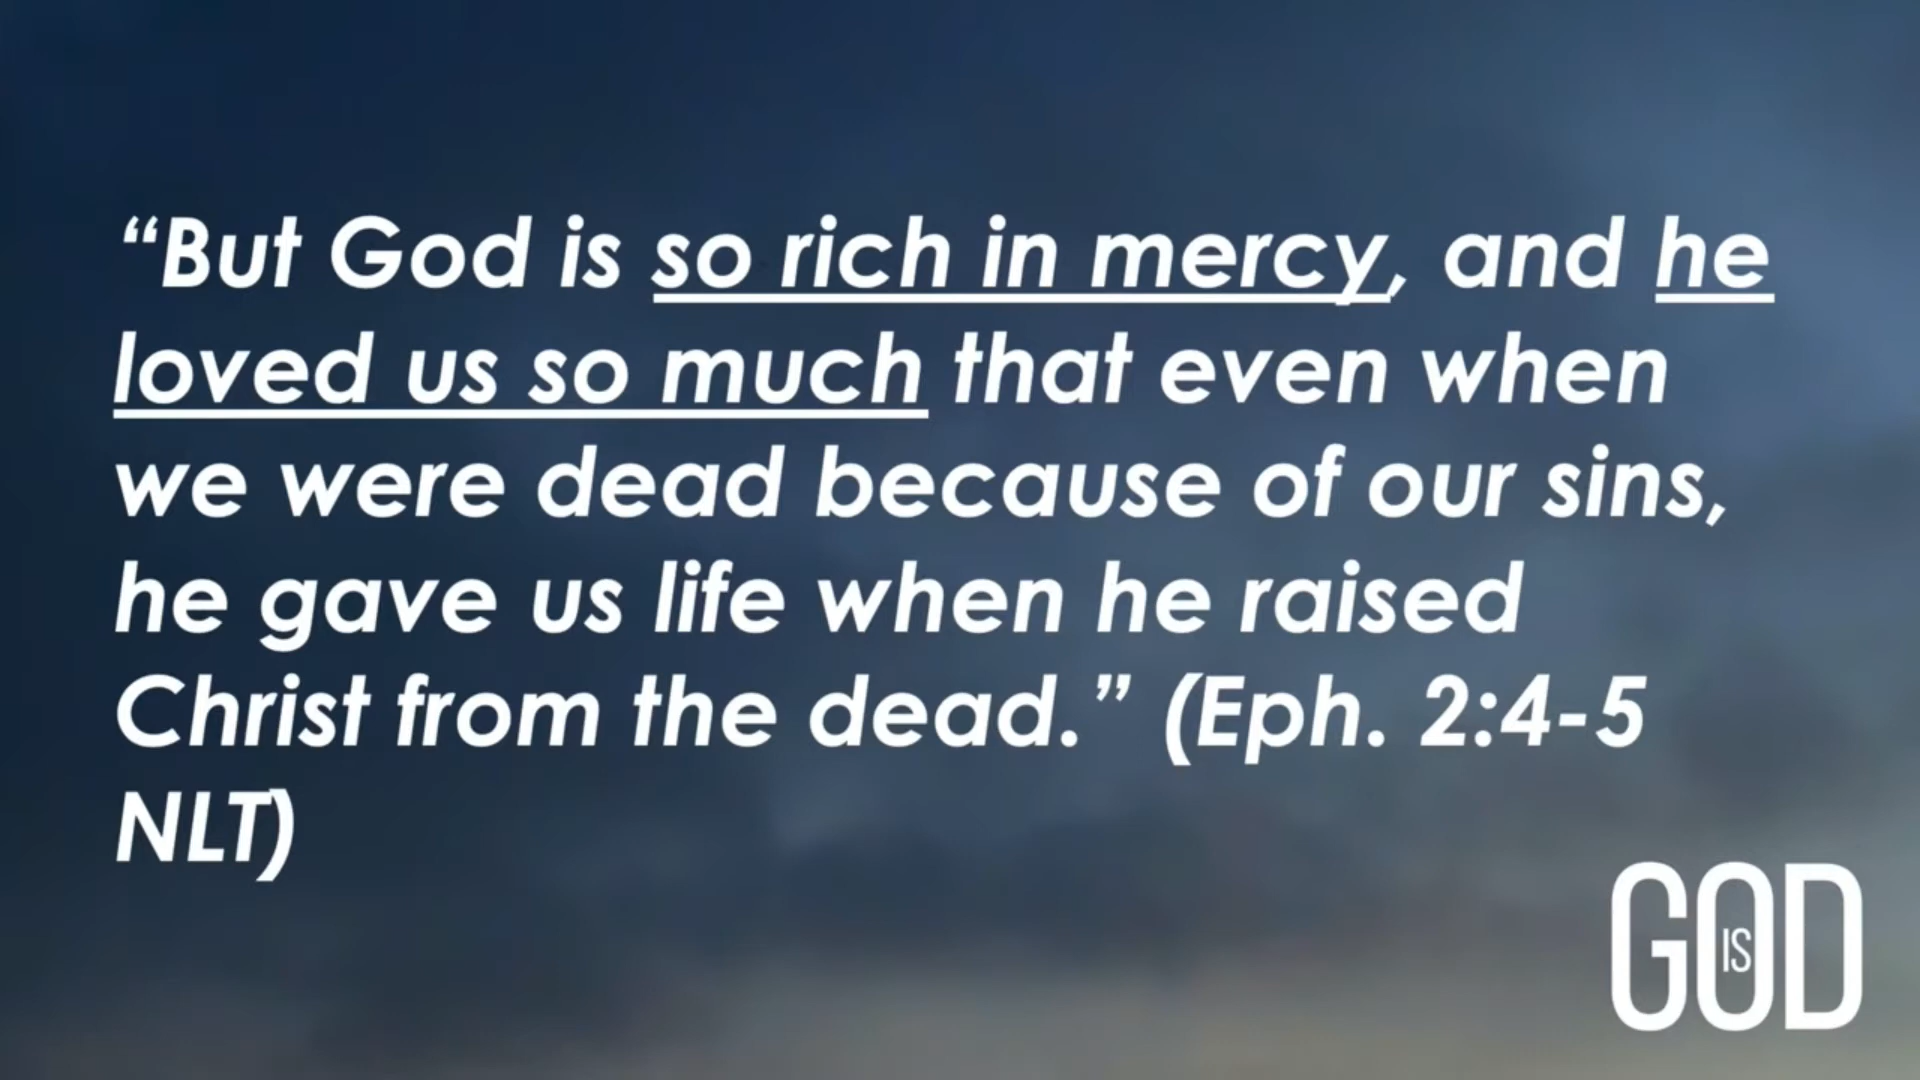 “But God is so rich in mercy, and he
loved us so much that even when
we were dead because of our sins,
he gave us life when he raised
Christ from the dead.” (Eph. 2:4-5
NLT)
GOD
IS